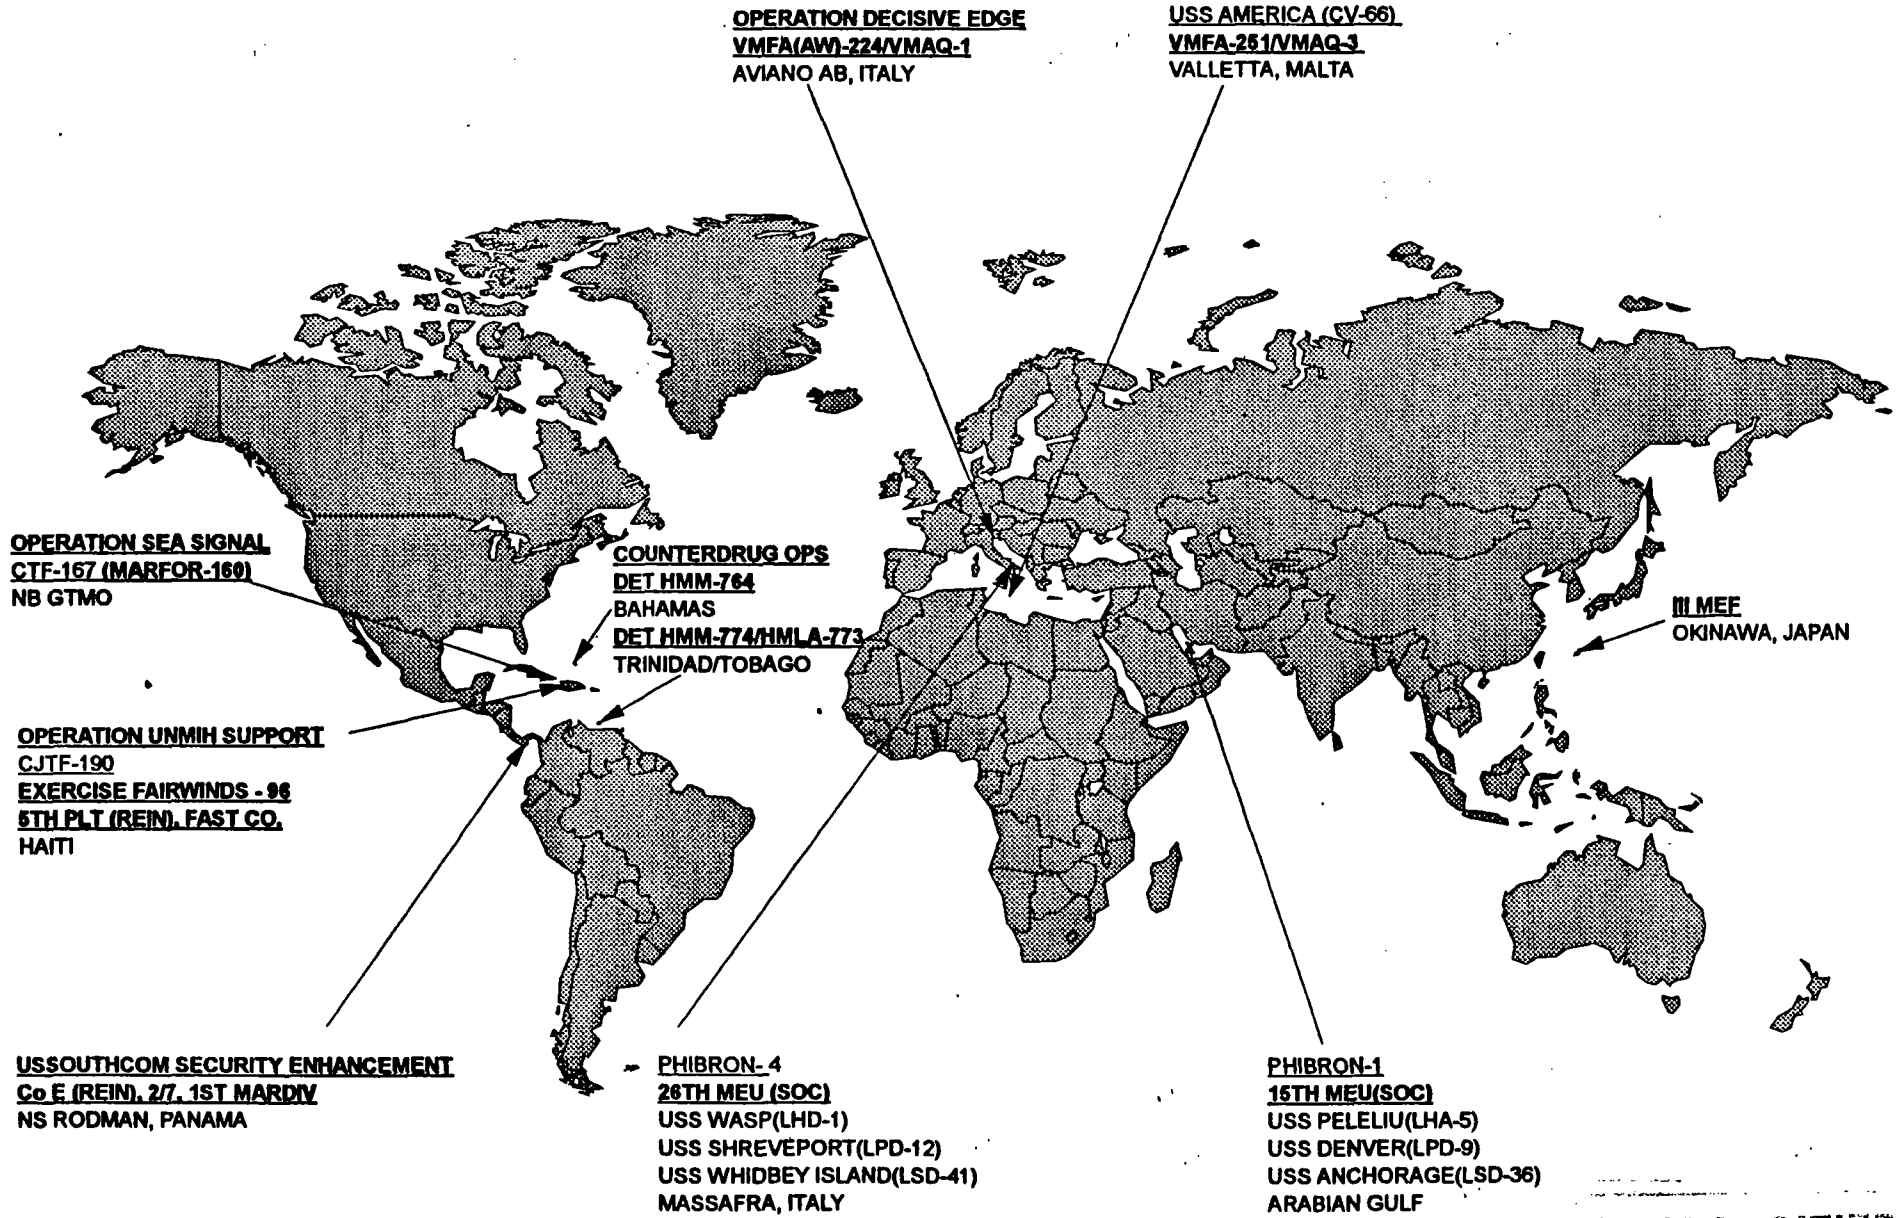 OPERATION DECISIVE EDGE
VMFA(AW)-224/VMAQ-1
AVIANO AB, ITALY
USS AMERICA (CV-66)
VMFA-251/VMAQ-3
VALLETTA, MALTA
OPERATION SEA SIGNAL
CTF-167 (MARFOR-160)
NB GTMO
COUNTERDRUG OPS
DET HMM-764
BAHAMAS
DET HMM-774/HMLA-773
TRINIDAD/TOBAGO
III MEF
OKINAWA, JAPAN
OPERATION UNMIH SUPPORT
CJTF-190
EXERCISE FAIRWINDS - 96
5TH PLT (REIN), FAST CO,
HAITI
USSOUTHCOM SECURITY ENHANCEMENT
Co E (REIN), 2/7, 1ST MARDIV
NS RODMAN, PANAMA
PHIBRON- 4
26TH MEU (SOC)
USS WASP(LHD-1)
USS SHREVEPORT(LPD-12)
USS WHIDBEY ISLAND(LSD-41)
MASSAFRA, ITALY
PHIBRON-1
15TH MEU(SOC)
USS PELELIU(LHA-5)
USS DENVER(LPD-9)
USS ANCHORAGE(LSD-36)
ARABIAN GULF